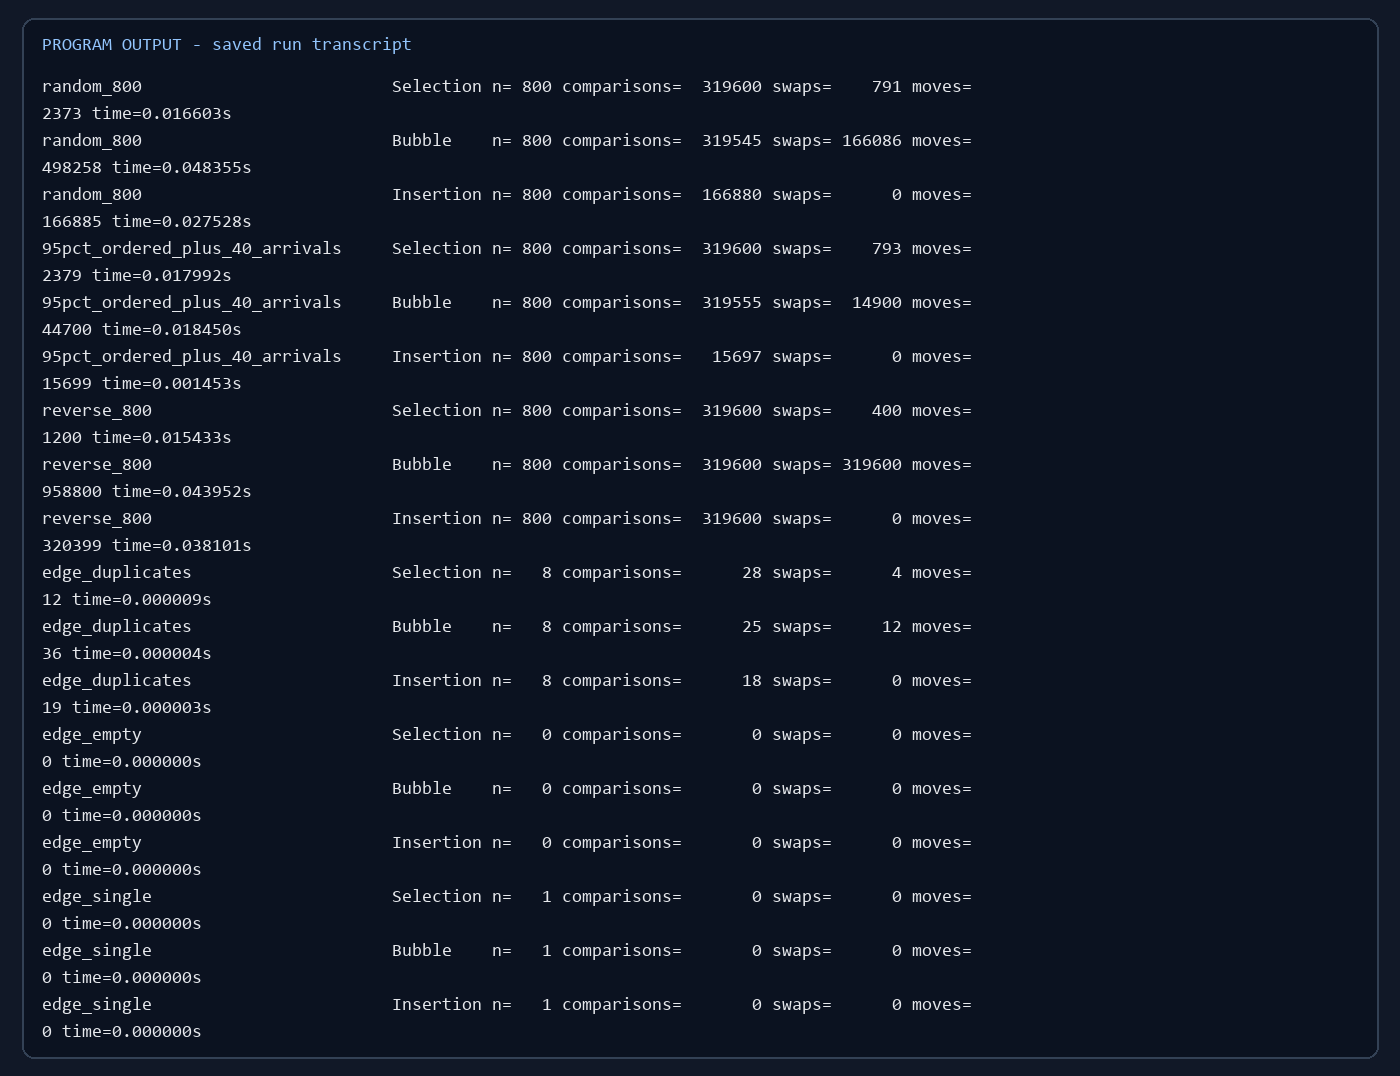 PROGRAM OUTPUT - saved run transcript
random_800                         Selection n= 800 comparisons=  319600 swaps=    791 moves=
2373 time=0.016603s
random_800                         Bubble    n= 800 comparisons=  319545 swaps= 166086 moves=
498258 time=0.048355s
random_800                         Insertion n= 800 comparisons=  166880 swaps=      0 moves=
166885 time=0.027528s
95pct_ordered_plus_40_arrivals     Selection n= 800 comparisons=  319600 swaps=    793 moves=
2379 time=0.017992s
95pct_ordered_plus_40_arrivals     Bubble    n= 800 comparisons=  319555 swaps=  14900 moves=
44700 time=0.018450s
95pct_ordered_plus_40_arrivals     Insertion n= 800 comparisons=   15697 swaps=      0 moves=
15699 time=0.001453s
reverse_800                        Selection n= 800 comparisons=  319600 swaps=    400 moves=
1200 time=0.015433s
reverse_800                        Bubble    n= 800 comparisons=  319600 swaps= 319600 moves=
958800 time=0.043952s
reverse_800                        Insertion n= 800 comparisons=  319600 swaps=      0 moves=
320399 time=0.038101s
edge_duplicates                    Selection n=   8 comparisons=      28 swaps=      4 moves=
12 time=0.000009s
edge_duplicates                    Bubble    n=   8 comparisons=      25 swaps=     12 moves=
36 time=0.000004s
edge_duplicates                    Insertion n=   8 comparisons=      18 swaps=      0 moves=
19 time=0.000003s
edge_empty                         Selection n=   0 comparisons=       0 swaps=      0 moves=
0 time=0.000000s
edge_empty                         Bubble    n=   0 comparisons=       0 swaps=      0 moves=
0 time=0.000000s
edge_empty                         Insertion n=   0 comparisons=       0 swaps=      0 moves=
0 time=0.000000s
edge_single                        Selection n=   1 comparisons=       0 swaps=      0 moves=
0 time=0.000000s
edge_single                        Bubble    n=   1 comparisons=       0 swaps=      0 moves=
0 time=0.000000s
edge_single                        Insertion n=   1 comparisons=       0 swaps=      0 moves=
0 time=0.000000s